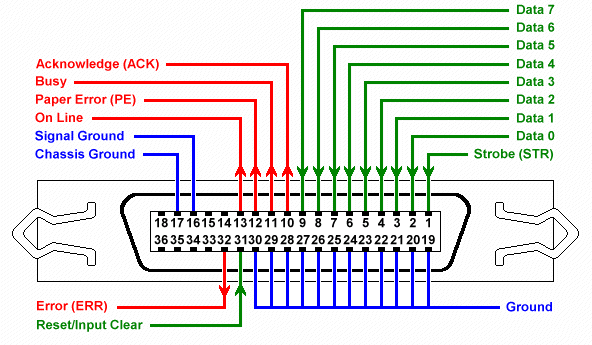 Data 7
Data 6
Data 5
Acknowledge (ACK) Data 4
Busy Data 3
Paper Error (PE) Data 2
On Line Data 1
Signal Ground Data 0
Chassis Ground Strobe (STR)
18 17 16 15 14 13 12 11 10 9 8 7 6 5 4 3 2 1
36 35 34 33 32 31 30 29 28 27 26 25 24 23 22 21 20 19
Error (ERR) Ground
Reset/Input Clear